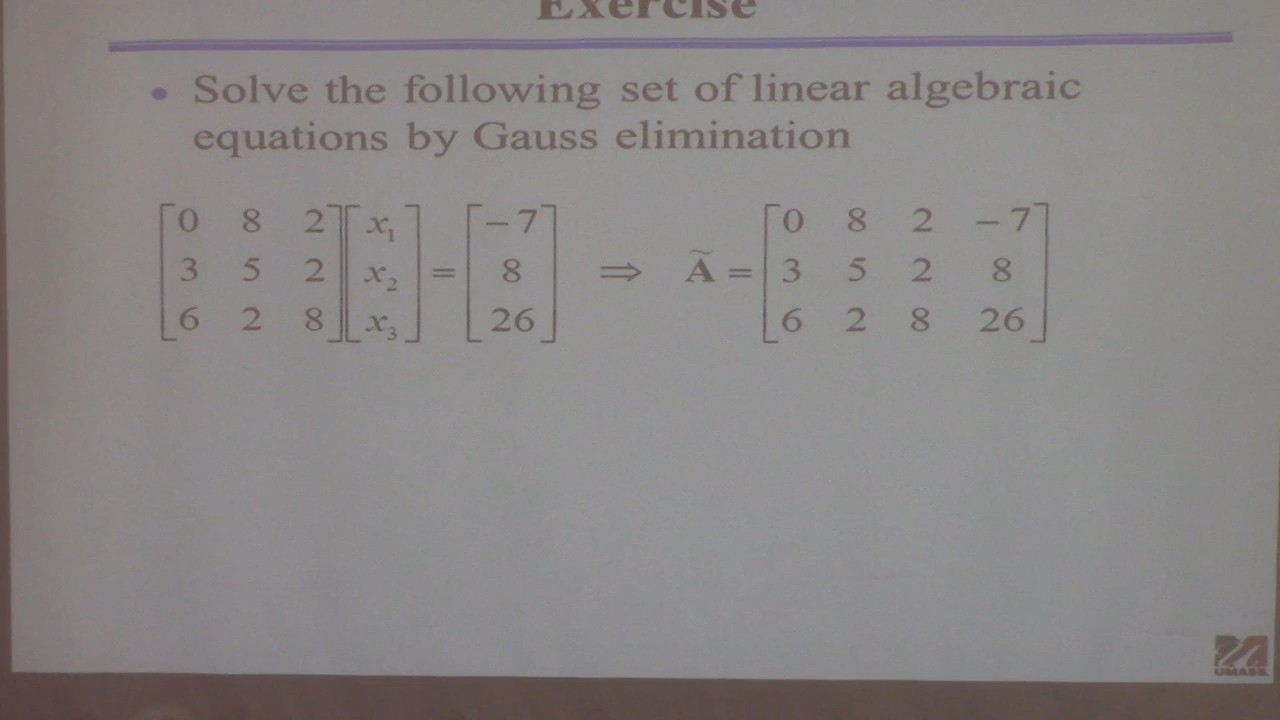 Exercise
• Solve the following set of linear algebraic
equations by Gauss elimination
[0 8 2] [x₁] = [−7] ⇒ Ã = [0 8 2 −7]
[3 5 2] [x₂] [8] [3 5 2 8]
[6 2 8] [x₃] [26] [6 2 8 26]
UMASS